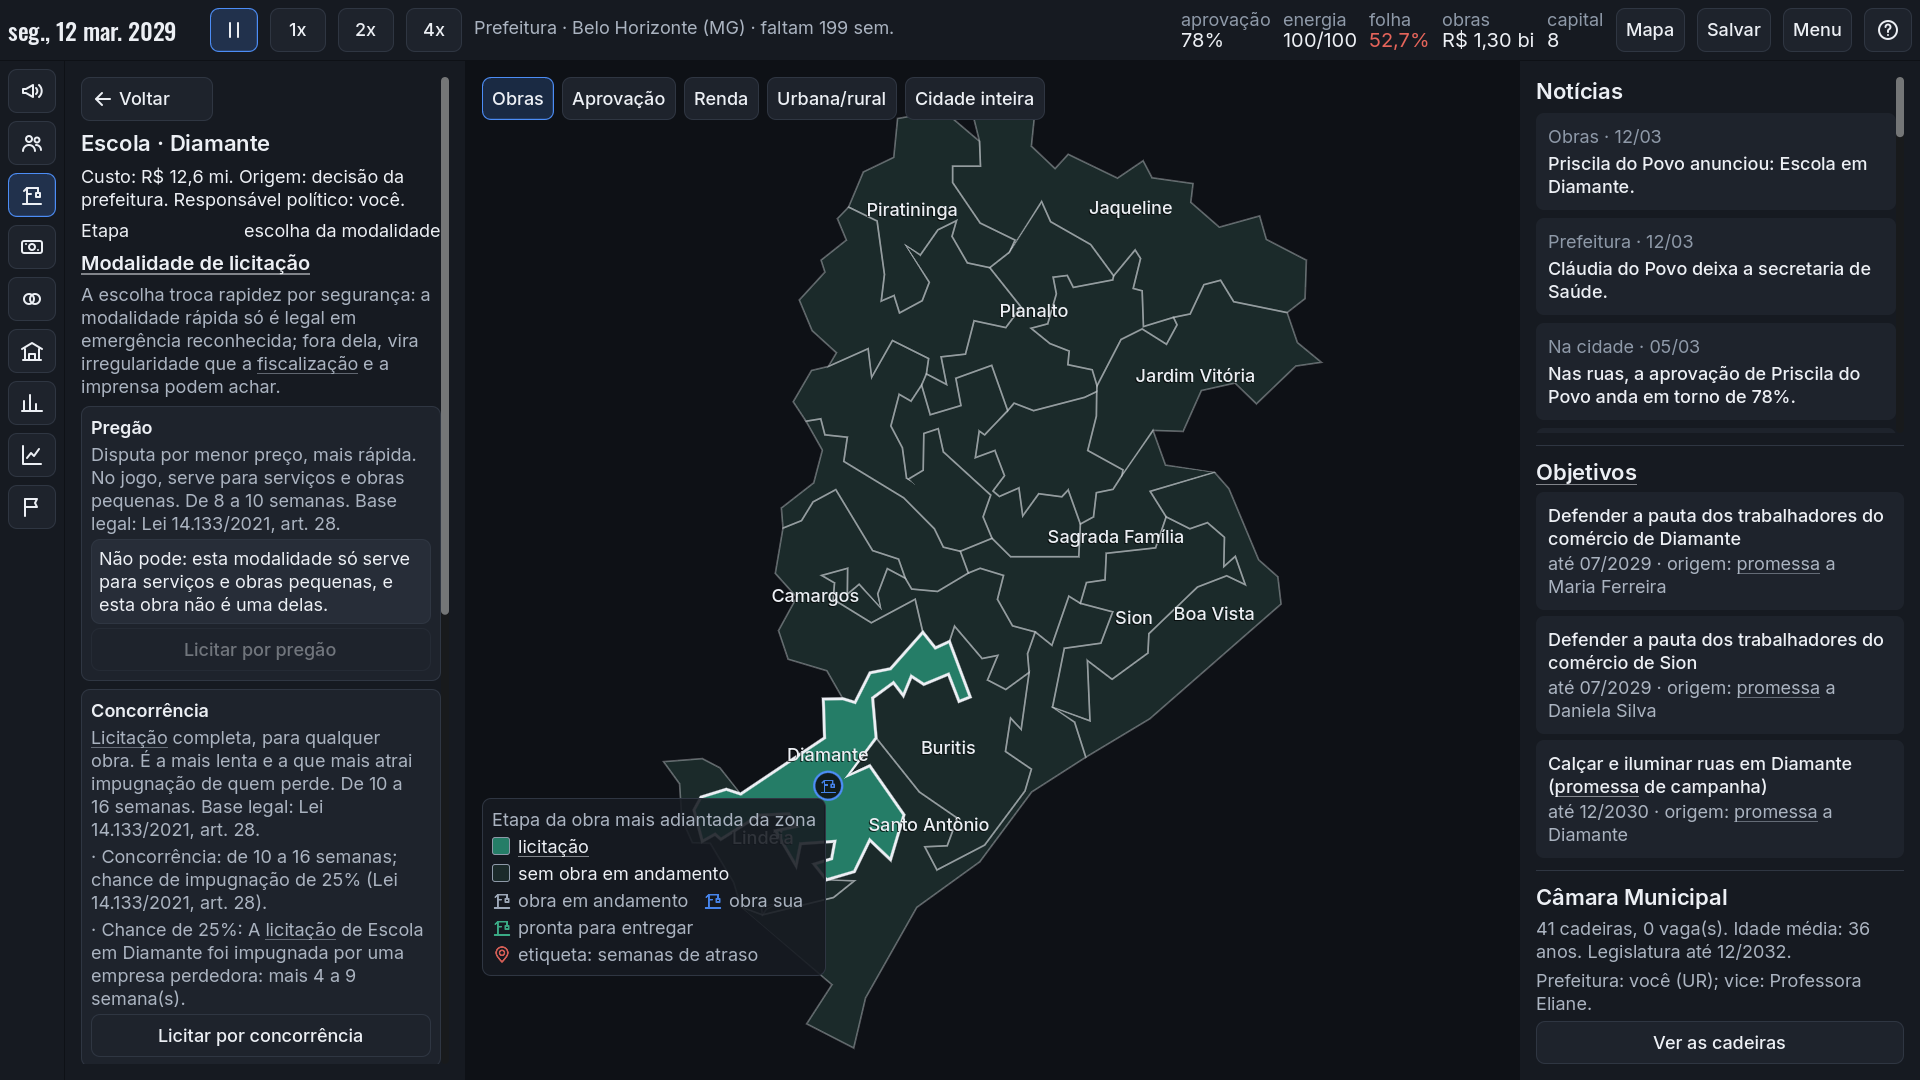 seg., 12 mar. 2029
1x
2x
4x
Prefeitura · Belo Horizonte (MG) · faltam 199 sem.
aprovação
78%
energia
100/100
folha
52,7%
obras
R$ 1,30 bi
capital
8
Mapa
Salvar
Menu
Voltar
Escola · Diamante
Custo: R$ 12,6 mi. Origem: decisão da
prefeitura. Responsável político: você.
Etapa
escolha da modalidade
Modalidade de licitação
A escolha troca rapidez por segurança: a
modalidade rápida só é legal em
emergência reconhecida; fora dela, vira
irregularidade que a fiscalização e a
imprensa podem achar.
Pregão
Disputa por menor preço, mais rápida.
No jogo, serve para serviços e obras
pequenas. De 8 a 10 semanas. Base
legal: Lei 14.133/2021, art. 28.
Não pode: esta modalidade só serve
para serviços e obras pequenas, e
esta obra não é uma delas.
Licitar por pregão
Concorrência
Licitação completa, para qualquer
obra. É a mais lenta e a que mais atrai
impugnação de quem perde. De 10 a
16 semanas. Base legal: Lei
14.133/2021, art. 28.
· Concorrência: de 10 a 16 semanas;
chance de impugnação de 25% (Lei
14.133/2021, art. 28).
· Chance de 25%: A licitação de Escola
em Diamante foi impugnada por uma
empresa perdedora: mais 4 a 9
semana(s).
Licitar por concorrência
Obras
Aprovação
Renda
Urbana/rural
Cidade inteira
Piratininga
Jaqueline
Planalto
Jardim Vitória
Sagrada Família
Camargos
Sion
Boa Vista
Buritis
Diamante
Santo Antônio
Lindéia
Etapa da obra mais adiantada da zona
licitação
sem obra em andamento
obra em andamento
obra sua
pronta para entregar
etiqueta: semanas de atraso
Notícias
Obras · 12/03
Priscila do Povo anunciou: Escola em
Diamante.
Prefeitura · 12/03
Cláudia do Povo deixa a secretaria de
Saúde.
Na cidade · 05/03
Nas ruas, a aprovação de Priscila do
Povo anda em torno de 78%.
Objetivos
Defender a pauta dos trabalhadores do
comércio de Diamante
até 07/2029 · origem: promessa a
Maria Ferreira
Defender a pauta dos trabalhadores do
comércio de Sion
até 07/2029 · origem: promessa a
Daniela Silva
Calçar e iluminar ruas em Diamante
(promessa de campanha)
até 12/2030 · origem: promessa a
Diamante
Câmara Municipal
41 cadeiras, 0 vaga(s). Idade média: 36
anos. Legislatura até 12/2032.
Prefeitura: você (UR); vice: Professora
Eliane.
Ver as cadeiras